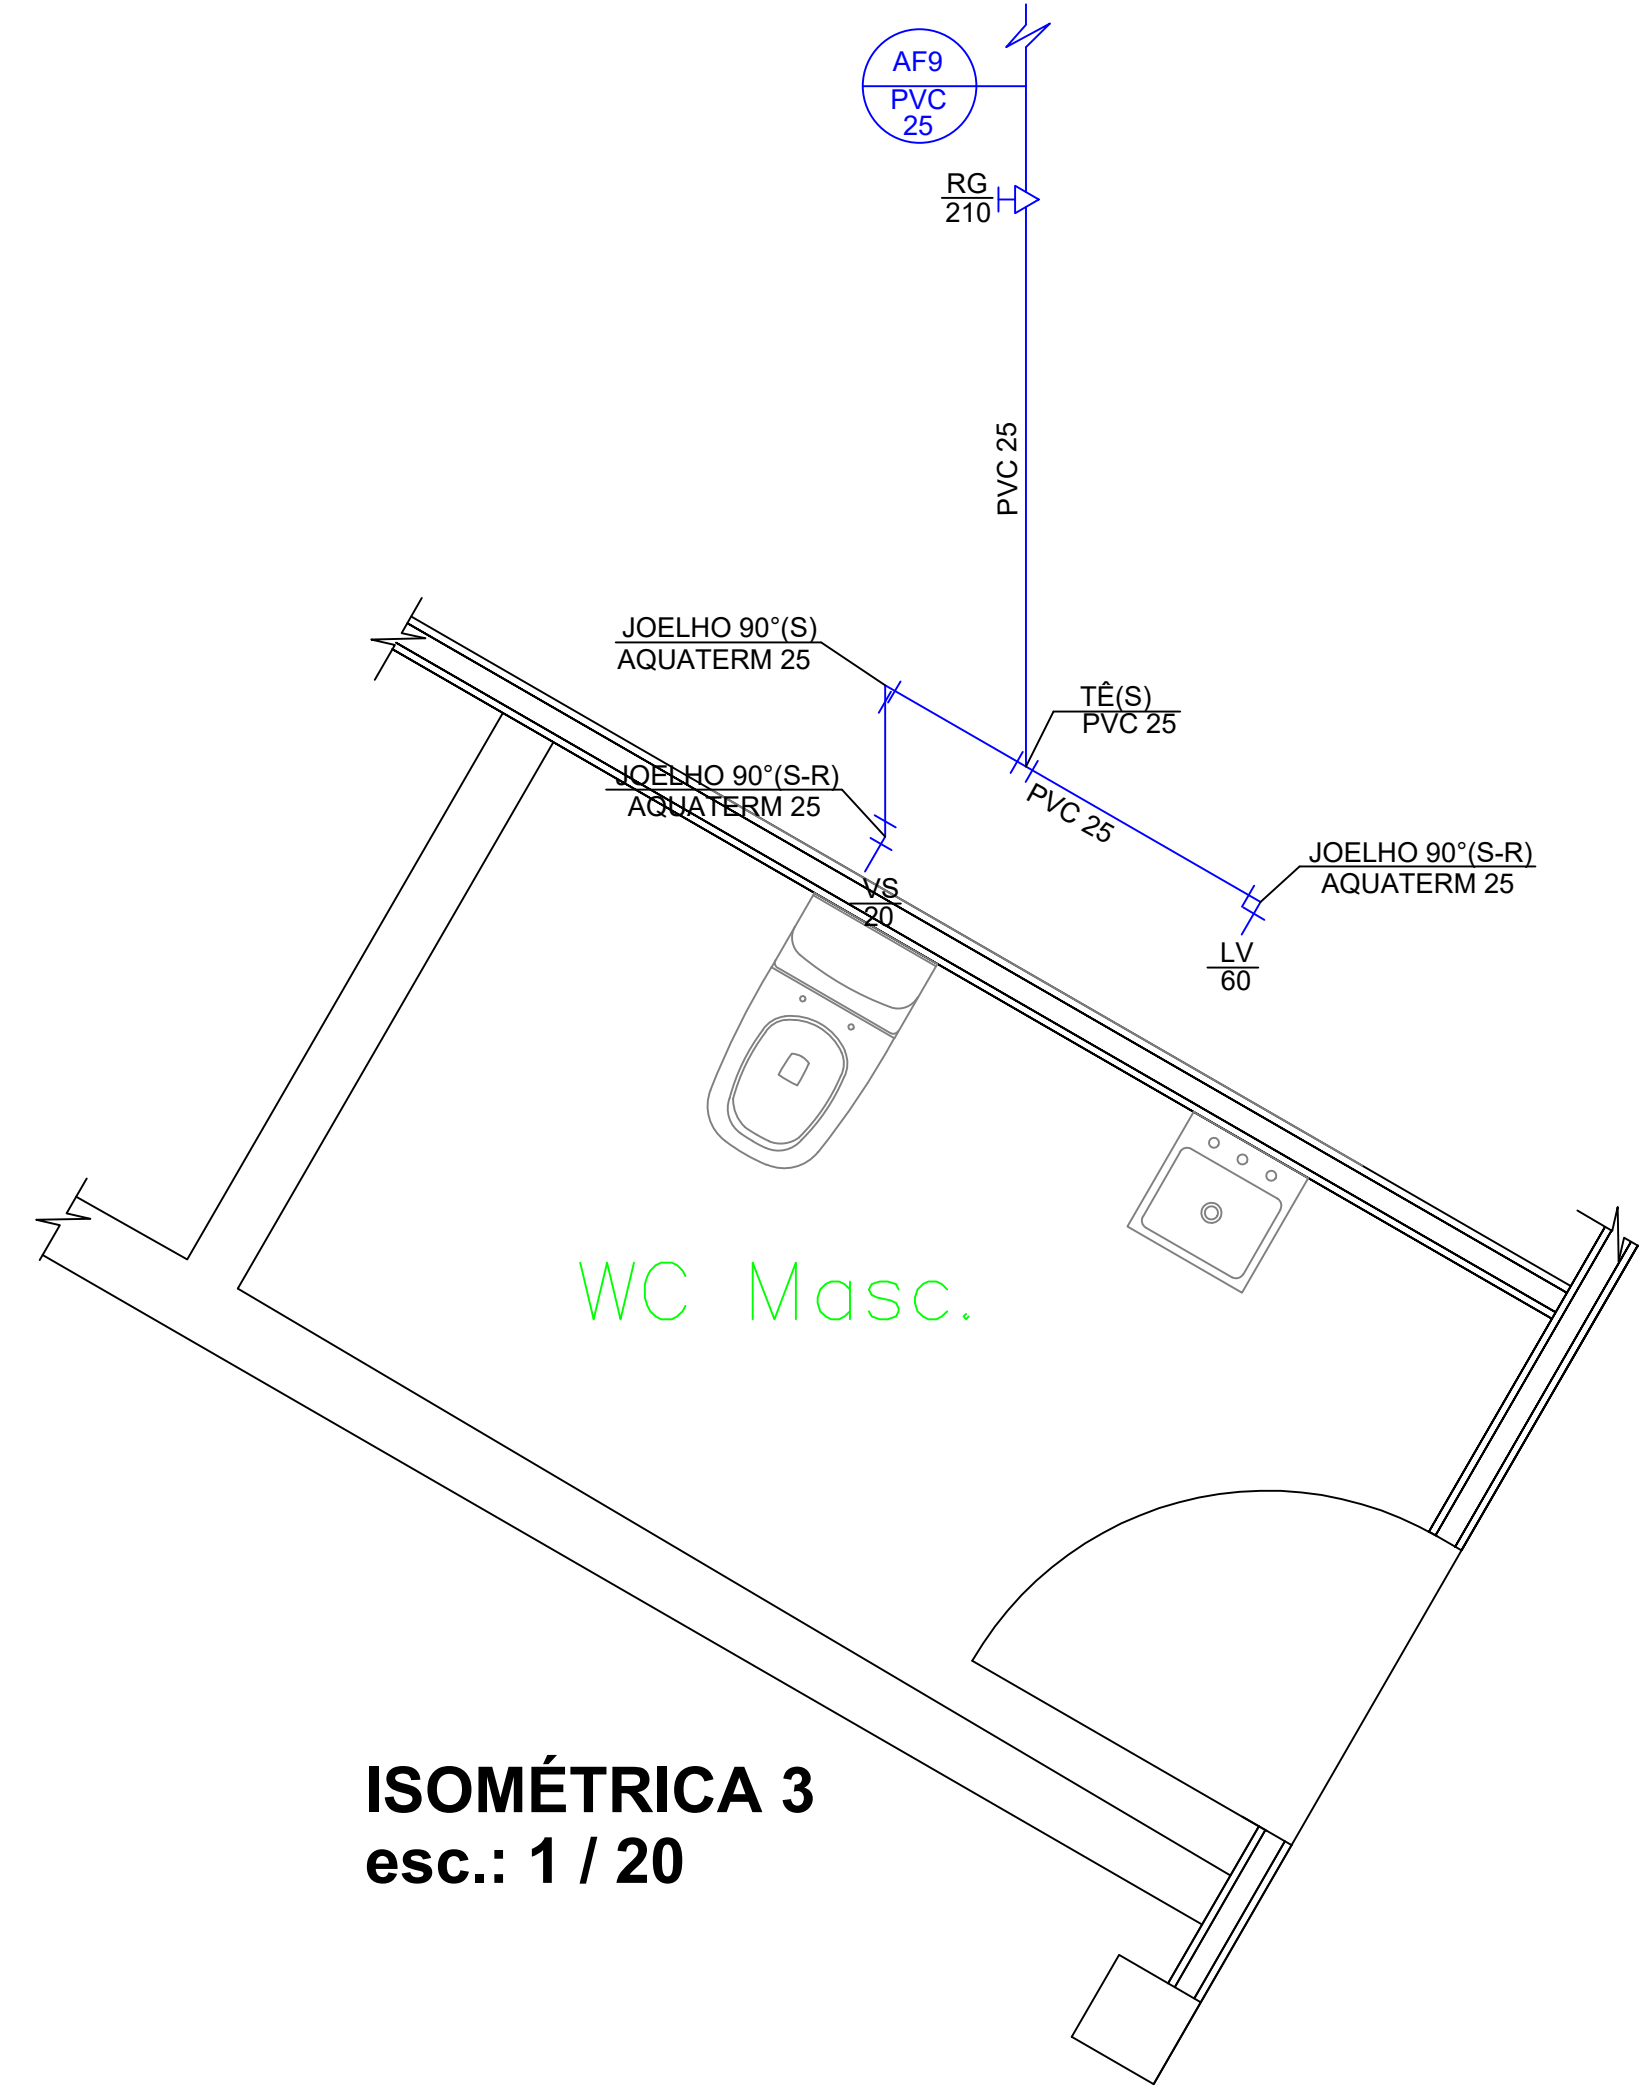 AF9
PVC
25
RG
210
PVC 25
JOELHO 90°(S)
AQUATERM 25
TÊ(S)
PVC 25
JOELHO 90°(S-R)
AQUATERM 25
PVC 25
JOELHO 90°(S-R)
AQUATERM 25
VS
20
LV
60
WC Masc.
ISOMÉTRICA 3
esc.: 1 / 20